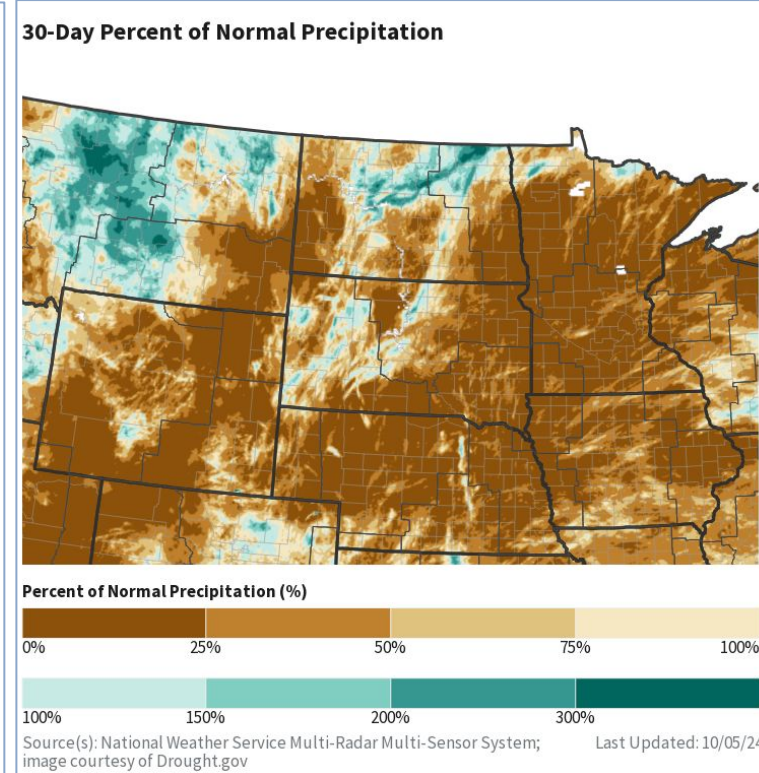 30-Day Percent of Normal Precipitation
Percent of Normal Precipitation (%)
0% 25% 50% 75% 100%
100% 150% 200% 300%
Source(s): National Weather Service Multi-Radar Multi-Sensor System; Last Updated: 10/05/24
image courtesy of Drought.gov